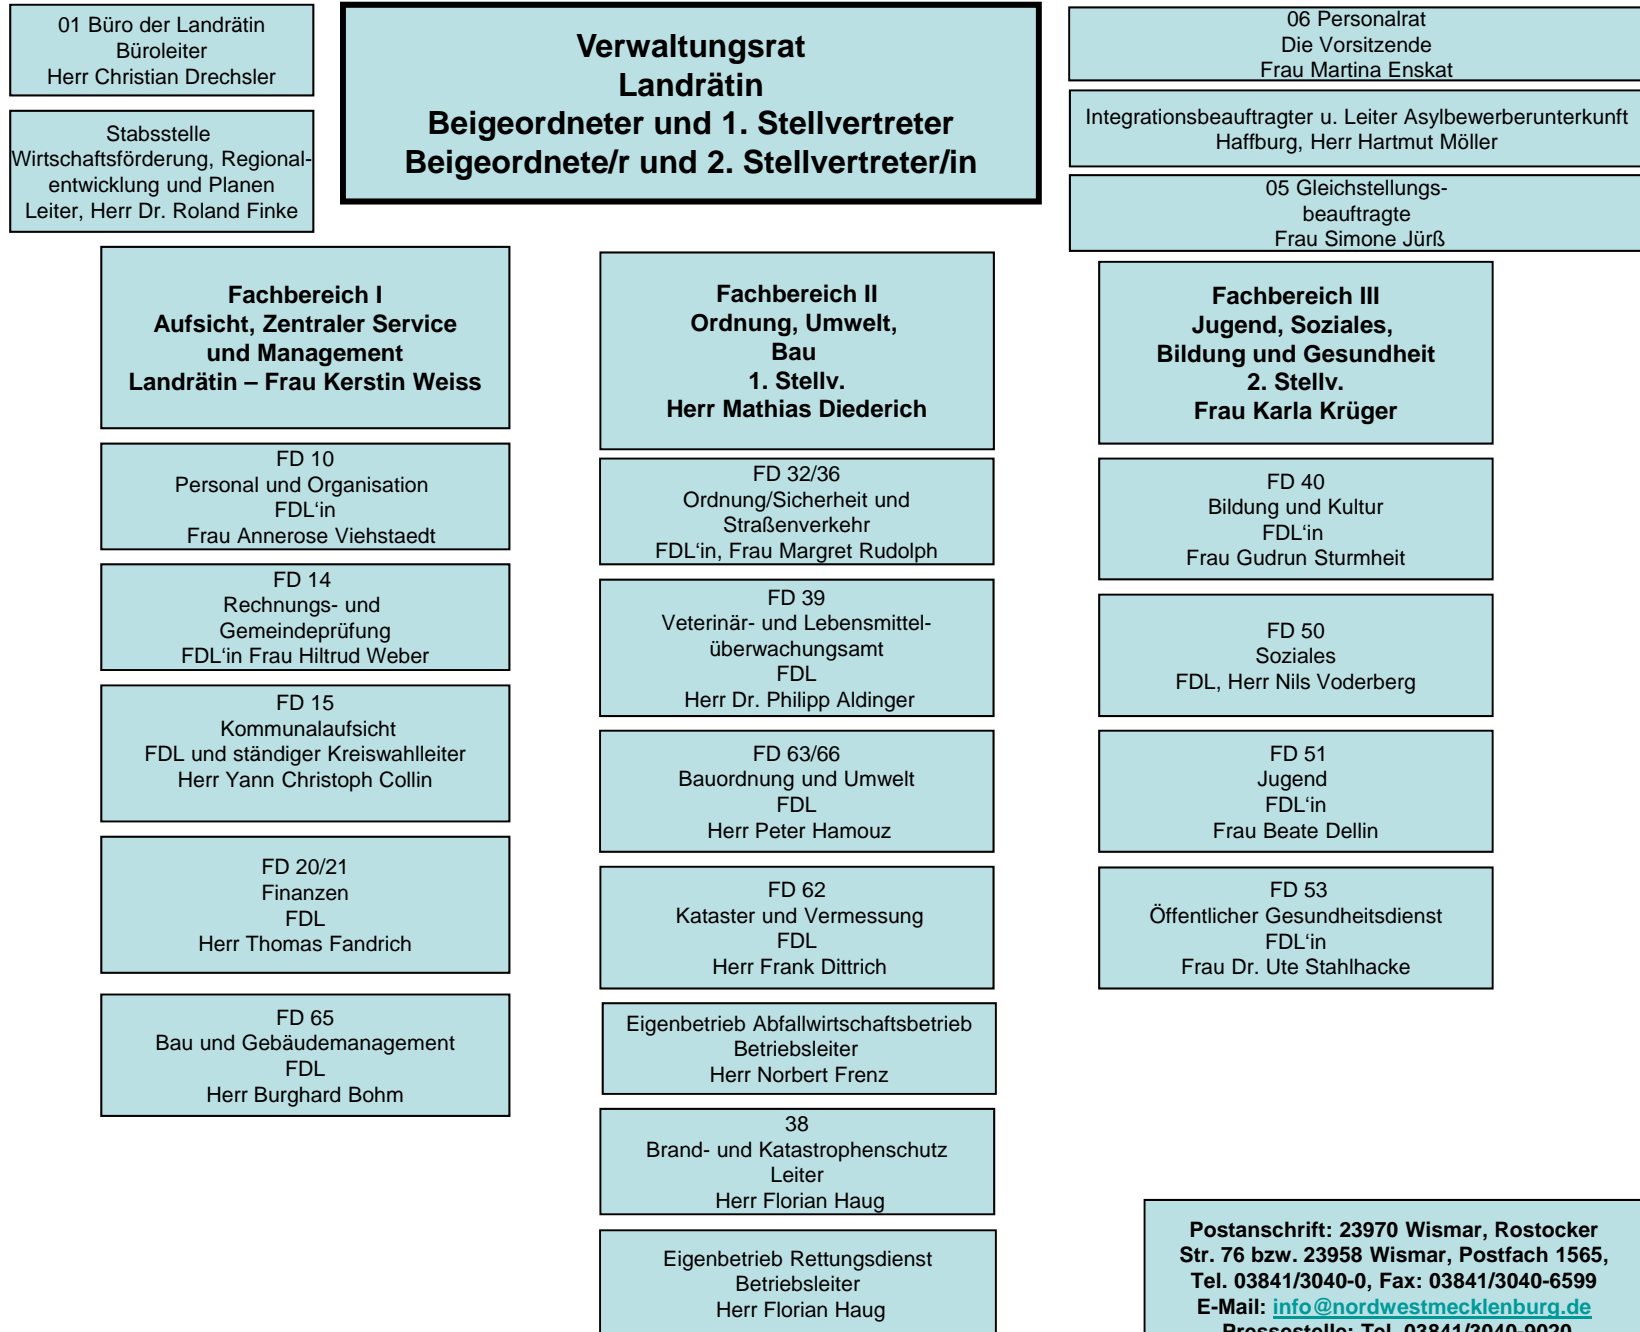 01 Büro der Landrätin
Büroleiter
Herr Christian Drechsler
Stabsstelle
Wirtschaftsförderung, Regional-
entwicklung und Planen
Leiter, Herr Dr. Roland Finke
Verwaltungsrat
Landrätin
Beigeordneter und 1. Stellvertreter
Beigeordnete/r und 2. Stellvertreter/in
06 Personalrat
Die Vorsitzende
Frau Martina Enskat
Integrationsbeauftragter u. Leiter Asylbewerberunterkunft
Haffburg, Herr Hartmut Möller
05 Gleichstellungs-
beauftragte
Frau Simone Jürß
Fachbereich I
Aufsicht, Zentraler Service
und Management
Landrätin – Frau Kerstin Weiss
FD 10
Personal und Organisation
FDL‘in
Frau Annerose Viehstaedt
FD 14
Rechnungs- und
Gemeindeprüfung
FDL‘in Frau Hiltrud Weber
FD 15
Kommunalaufsicht
FDL und ständiger Kreiswahlleiter
Herr Yann Christoph Collin
FD 20/21
Finanzen
FDL
Herr Thomas Fandrich
FD 65
Bau und Gebäudemanagement
FDL
Herr Burghard Bohm
Fachbereich II
Ordnung, Umwelt,
Bau
1. Stellv.
Herr Mathias Diederich
FD 32/36
Ordnung/Sicherheit und
Straßenverkehr
FDL‘in, Frau Margret Rudolph
FD 39
Veterinär- und Lebensmittel-
überwachungsamt
FDL
Herr Dr. Philipp Aldinger
FD 63/66
Bauordnung und Umwelt
FDL
Herr Peter Hamouz
FD 62
Kataster und Vermessung
FDL
Herr Frank Dittrich
Eigenbetrieb Abfallwirtschaftsbetrieb
Betriebsleiter
Herr Norbert Frenz
38
Brand- und Katastrophenschutz
Leiter
Herr Florian Haug
Eigenbetrieb Rettungsdienst
Betriebsleiter
Herr Florian Haug
Fachbereich III
Jugend, Soziales,
Bildung und Gesundheit
2. Stellv.
Frau Karla Krüger
FD 40
Bildung und Kultur
FDL‘in
Frau Gudrun Sturmheit
FD 50
Soziales
FDL, Herr Nils Voderberg
FD 51
Jugend
FDL‘in
Frau Beate Dellin
FD 53
Öffentlicher Gesundheitsdienst
FDL‘in
Frau Dr. Ute Stahlhacke
Postanschrift: 23970 Wismar, Rostocker
Str. 76 bzw. 23958 Wismar, Postfach 1565,
Tel. 03841/3040-0, Fax: 03841/3040-6599
E-Mail: info@nordwestmecklenburg.de
Pressestelle: Tel. 03841/3040-9020